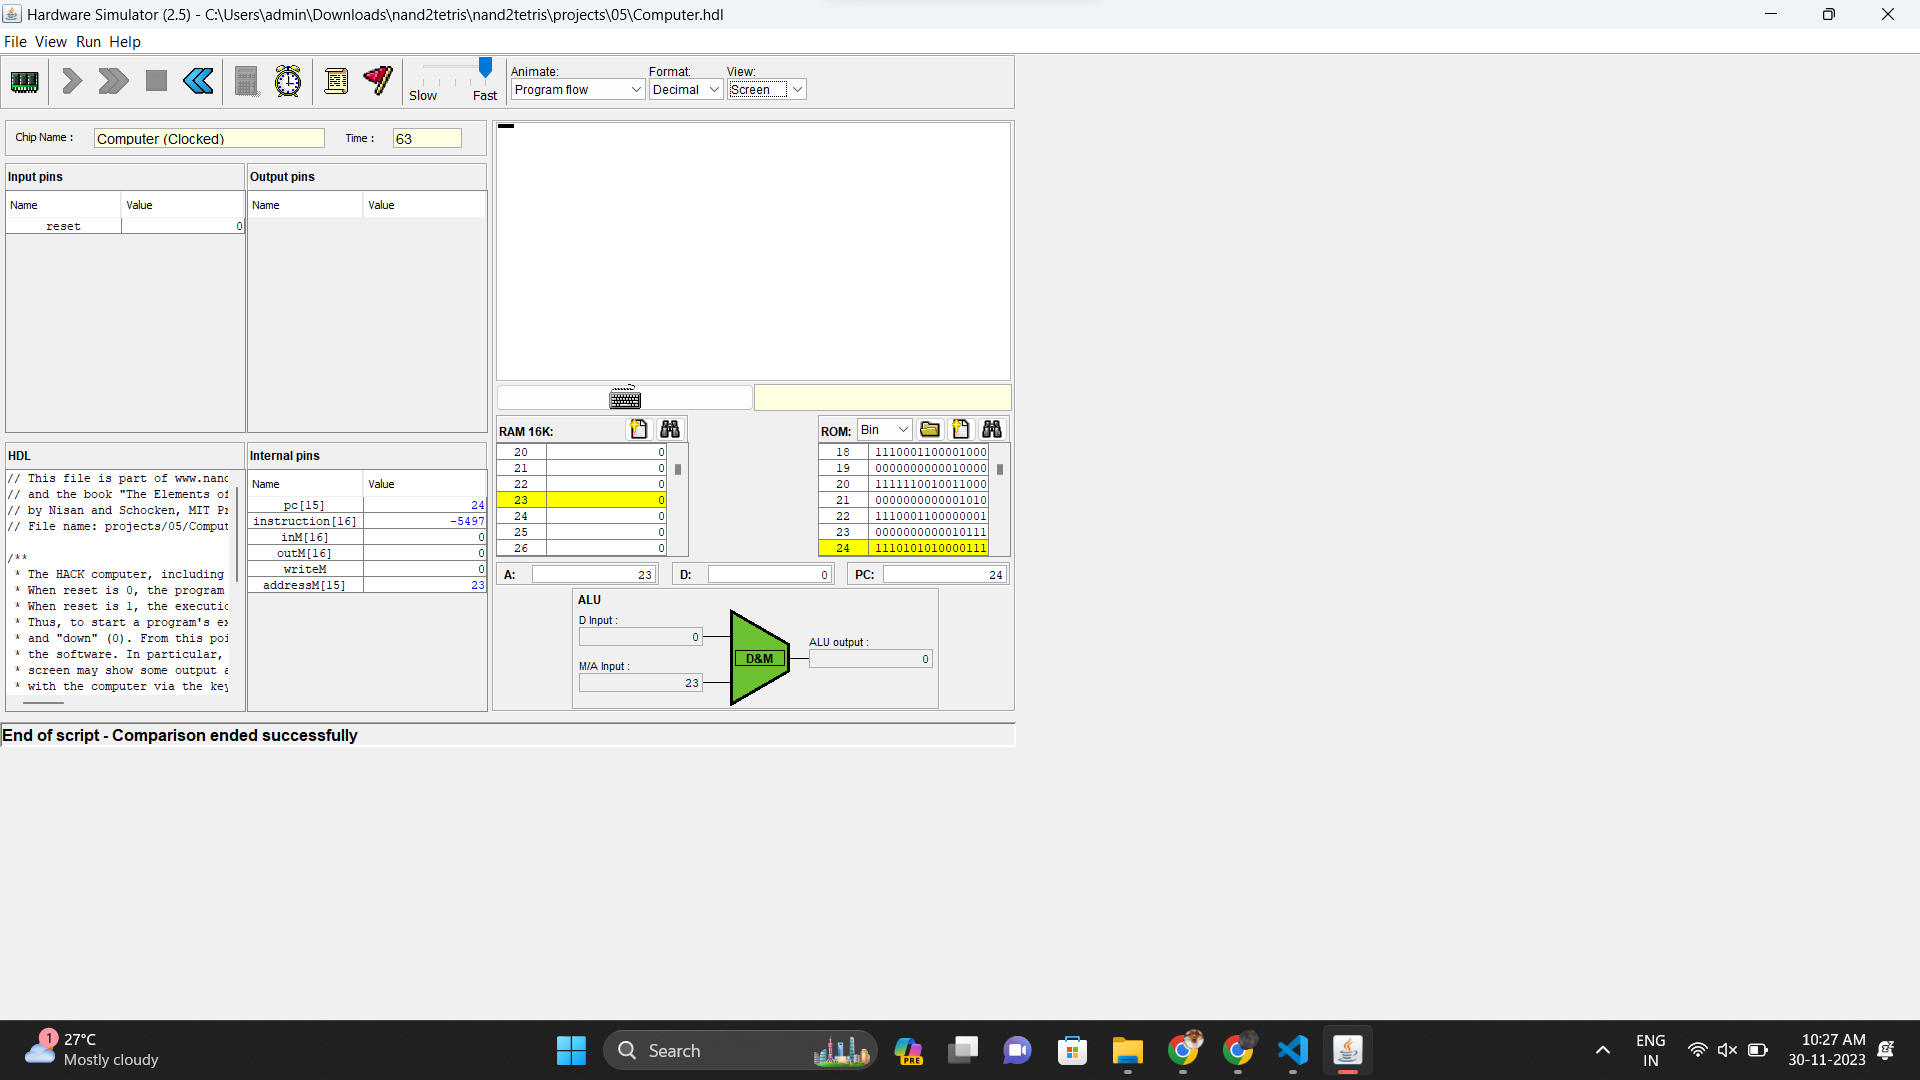 Hardware Simulator (2.5) - C:\Users\admin\Downloads\nand2tetris\nand2tetris\projects\05\Computer.hdl
File View Run Help
Slow Fast
Animate:
Program flow
Format:
Decimal
View:
Screen
Chip Name :
Computer (Clocked)
Time :
63
Input pins
Name Value
reset 0
Output pins
Name Value
HDL
// This file is part of www.nand
// and the book "The Elements of
// by Nisan and Schocken, MIT Pr
// File name: projects/05/Comput
/**
* The HACK computer, including
* When reset is 0, the program
* When reset is 1, the executio
* Thus, to start a program's ex
* and "down" (0). From this poi
* the software. In particular,
* screen may show some output a
* with the computer via the key
Internal pins
Name Value
pc[15] 24
instruction[16] -5497
inM[16] 0
outM[16] 0
writeM 0
addressM[15] 23
RAM 16K:
20 0
21 0
22 0
23 0
24 0
25 0
26 0
ROM: Bin
18 1110001100001000
19 0000000000010000
20 1111110010011000
21 0000000000001010
22 1110001100000001
23 0000000000010111
24 1110101010000111
A: 23
D: 0
PC: 24
ALU
D Input :
0
M/A Input :
23
D&M
ALU output :
0
End of script - Comparison ended successfully
1
27°C
Mostly cloudy
Search
PRE
ENG
IN
10:27 AM
30-11-2023